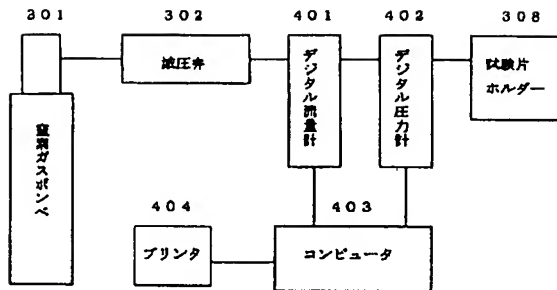 301
302
401
402
308
減圧弁
デジタル流量計
デジタル圧力計
試験片
ホルダー
窒素ガスボンベ
404
403
プリンタ
コンピュータ